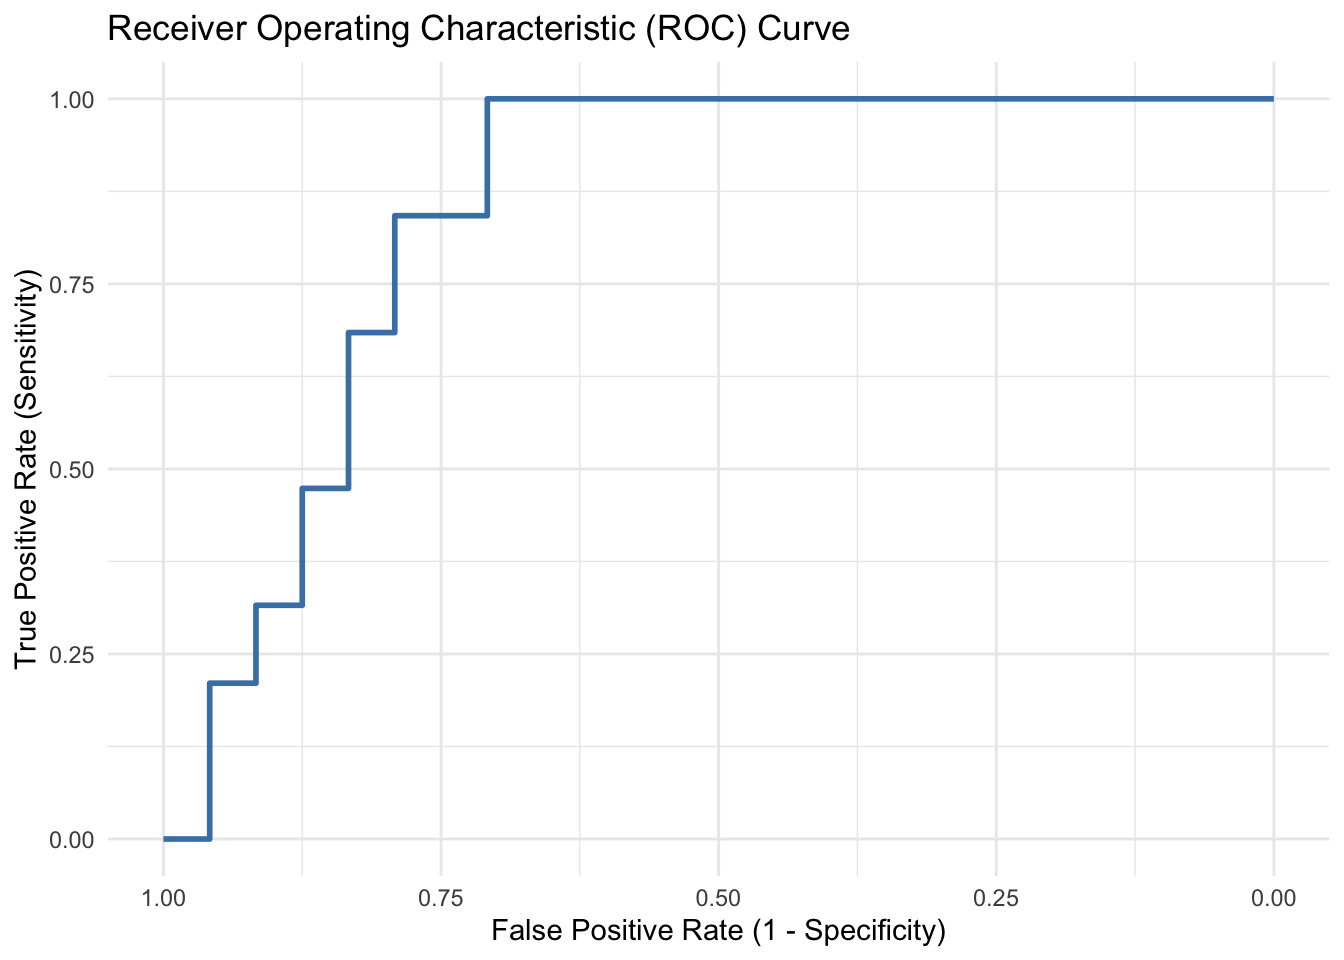 Receiver Operating Characteristic (ROC) Curve
True Positive Rate (Sensitivity)
1.00
0.75
0.50
0.25
0.00
1.00 0.75 0.50 0.25 0.00
False Positive Rate (1 - Specificity)